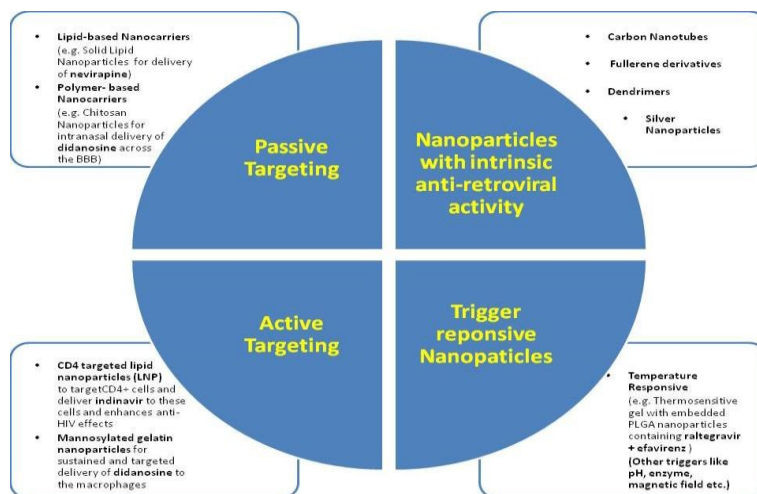 • Lipid-based Nanocarriers
(e.g. Solid Lipid
Nanoparticles for delivery
of nevirapine)
• Polymer- based
Nanocarriers
(e.g. Chitosan
Nanoparticles for
intranasal delivery of
didanosine across
the BBB)
• Carbon Nanotubes
• Fullerene derivatives
• Dendrimers
• Silver
Nanoparticles
Passive
Targeting
Nanoparticles
with intrinsic
anti-retroviral
activity
Active
Targeting
Trigger
reponsive
Nanopaticles
• CD4 targeted lipid
nanoparticles (LNP)
to targetCD4+ cells and
deliver indinavir to these
cells and enhances anti-
HIV effects
• Mannosylated gelatin
nanoparticles for
sustained and targeted
delivery of didanosine to
the macrophages
• Temperature
Responsive
(e.g. Thermosensitive
gel with embedded
PLGA nanoparticles
containing raltegravir
+ efavirenz )
(Other triggers like
pH, enzyme,
magnetic field etc.)